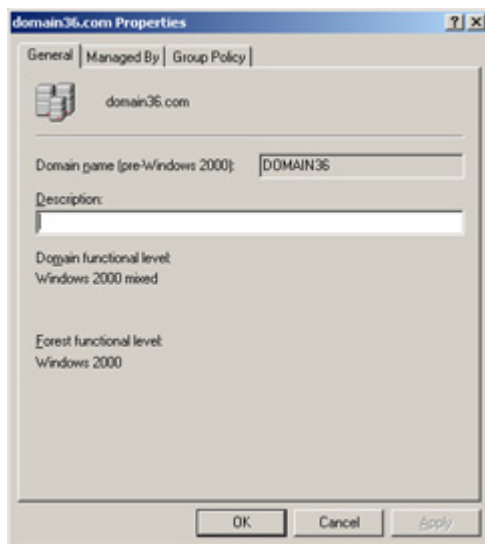 domain36.com Properties
General
Managed By
Group Policy
domain36.com
Domain name (pre-Windows 2000):
DOMAIN36
Description:
Domain functional level:
Windows 2000 mixed
Forest functional level:
Windows 2000
OK
Cancel
Apply